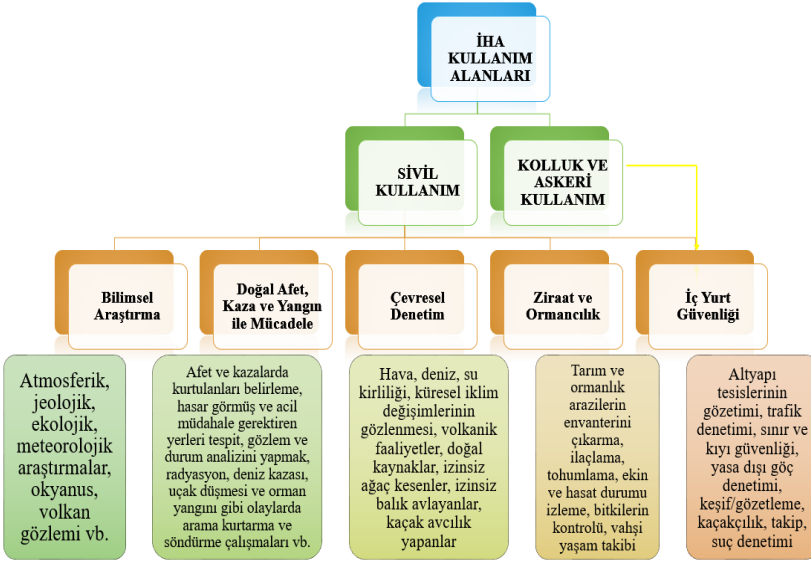 İHA
KULLANIM
ALANLARI
SİVİL
KULLANIM
KOLLUK VE
ASKERİ
KULLANIM
Bilimsel
Araştırma
Doğal Afet,
Kaza ve Yangın
ile Mücadele
Çevresel
Denetim
Ziraat ve
Ormancılık
İç Yurt
Güvenliği
Atmosferik,
jeolojik,
ekolojik,
meteorolojik
araştırmalar,
okyanus,
volkan
gözlemi vb.
Afet ve kazalarda
kurtulanları belirleme,
hasar görmüş ve acil
müdahale gerektiren
yerleri tespit, gözlem ve
durum analizini yapmak,
radyasyon, deniz kazası,
uçak düşmesi ve orman
yangını gibi olaylarda
arama kurtarma ve
söndürme çalışmaları vb.
Hava, deniz, su
kirliliği, küresel iklim
değişimlerinin
gözlenmesi, volkanik
faaliyetler, doğal
kaynaklar, izinsiz
ağaç kesenler, izinsiz
balık avlayanlar,
kaçak avcılık
yapanlar
Tarım ve
ormanlık
arazilerin
envanterini
çıkarma,
ilaçlama,
tohumlama, ekin
ve hasat durumu
izleme, bitkilerin
kontrolü, vahşi
yaşam takibi
Altyapı
tesislerinin
gözetimi, trafik
denetimi, sınır ve
kıyı güvenliği,
yasa dışı göç
denetimi,
keşif/gözetleme,
kaçakçılık, takip,
suç denetimi